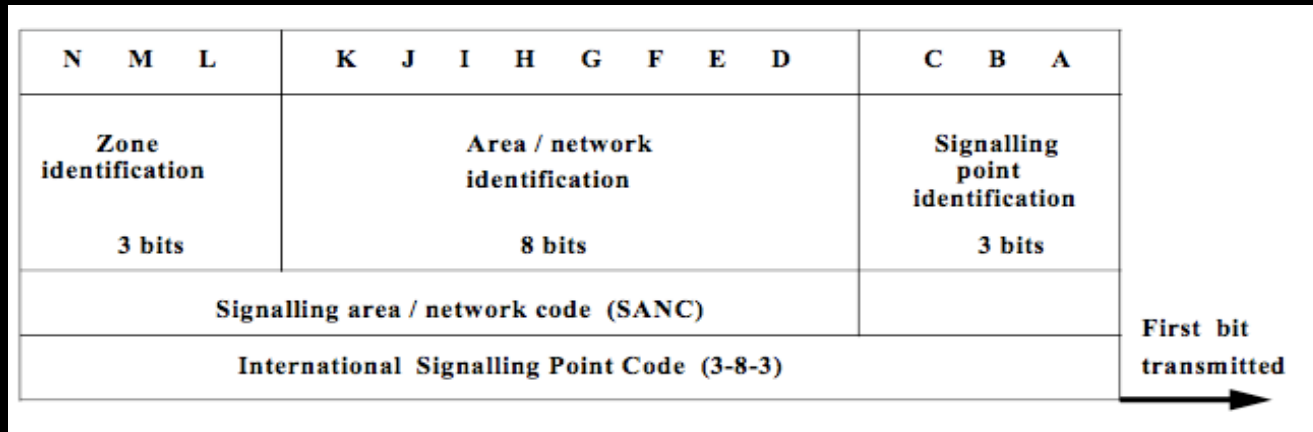 N M L K J I H G F E D C B A
Zone
identification
3 bits
Area / network
identification
8 bits
Signalling
point
identification
3 bits
Signalling area / network code (SANC)
International Signalling Point Code (3-8-3)
First bit
transmitted